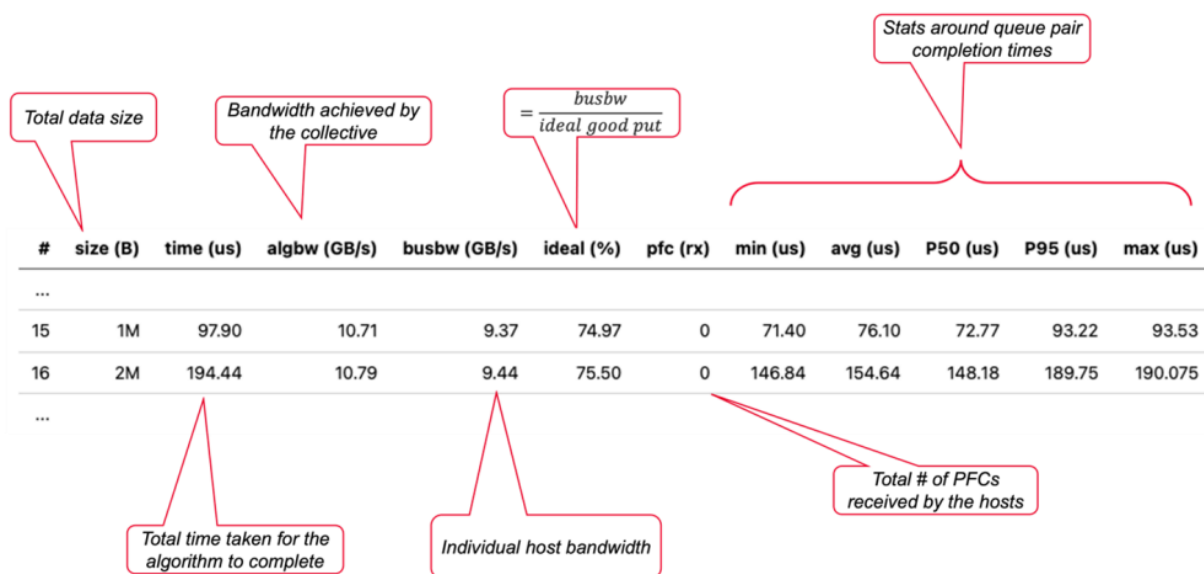 Stats around queue pair
completion times
Total data size
Bandwidth achieved by
the collective
= busbw
ideal good put
# size (B) time (us) algbw (GB/s) busbw (GB/s) ideal (%) pfc (rx) min (us) avg (us) P50 (us) P95 (us) max (us)
...
15 1M 97.90 10.71 9.37 74.97 0 71.40 76.10 72.77 93.22 93.53
16 2M 194.44 10.79 9.44 75.50 0 146.84 154.64 148.18 189.75 190.075
...
Total # of PFCs
received by the hosts
Total time taken for the
algorithm to complete
Individual host bandwidth